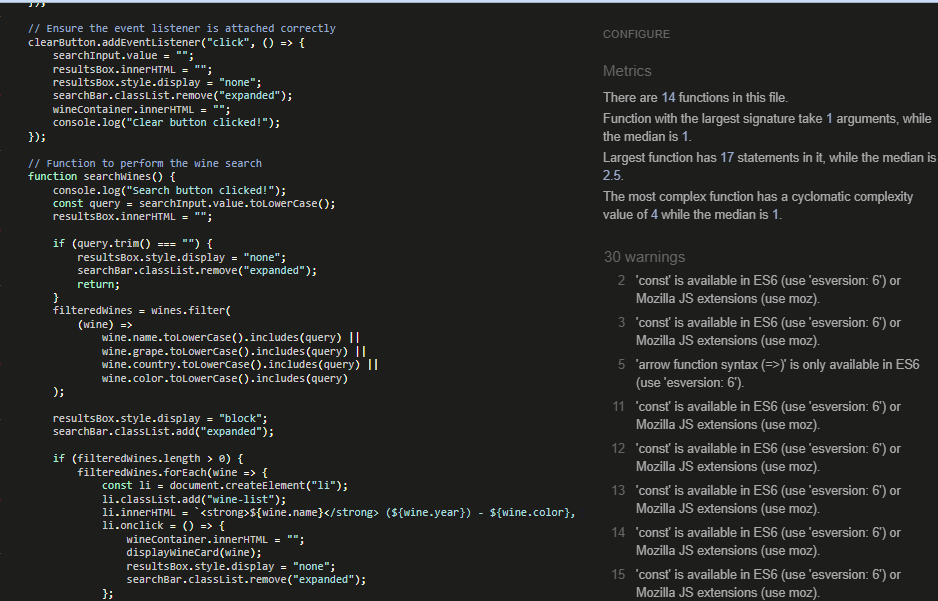 });
// Ensure the event listener is attached correctly
clearButton.addEventListener("click", () => {
searchInput.value = "";
resultsBox.innerHTML = "";
resultsBox.style.display = "none";
searchBar.classList.remove("expanded");
wineContainer.innerHTML = "";
console.log("Clear button clicked!");
});
// Function to perform the wine search
function searchWines() {
console.log("Search button clicked!");
const query = searchInput.value.toLowerCase();
resultsBox.innerHTML = "";
if (query.trim() === "") {
resultsBox.style.display = "none";
searchBar.classList.remove("expanded");
return;
}
filteredWines = wines.filter(
(wine) =>
wine.name.toLowerCase().includes(query) ||
wine.grape.toLowerCase().includes(query) ||
wine.country.toLowerCase().includes(query) ||
wine.color.toLowerCase().includes(query)
);
resultsBox.style.display = "block";
searchBar.classList.add("expanded");
if (filteredWines.length > 0) {
filteredWines.forEach(wine => {
const li = document.createElement("li");
li.classList.add("wine-list");
li.innerHTML = `<strong>${wine.name}</strong> (${wine.year}) - ${wine.color},
li.onclick = () => {
wineContainer.innerHTML = "";
displayWineCard(wine);
resultsBox.style.display = "none";
searchBar.classList.remove("expanded");
};
CONFIGURE
Metrics
There are 14 functions in this file.
Function with the largest signature take 1 arguments, while
the median is 1.
Largest function has 17 statements in it, while the median is
2.5.
The most complex function has a cyclomatic complexity
value of 4 while the median is 1.
30 warnings
2 'const' is available in ES6 (use 'esversion: 6') or
Mozilla JS extensions (use moz).
3 'const' is available in ES6 (use 'esversion: 6') or
Mozilla JS extensions (use moz).
5 'arrow function syntax (=>)' is only available in ES6
(use 'esversion: 6').
11 'const' is available in ES6 (use 'esversion: 6') or
Mozilla JS extensions (use moz).
12 'const' is available in ES6 (use 'esversion: 6') or
Mozilla JS extensions (use moz).
13 'const' is available in ES6 (use 'esversion: 6') or
Mozilla JS extensions (use moz).
14 'const' is available in ES6 (use 'esversion: 6') or
Mozilla JS extensions (use moz).
15 'const' is available in ES6 (use 'esversion: 6') or
Mozilla JS extensions (use moz).